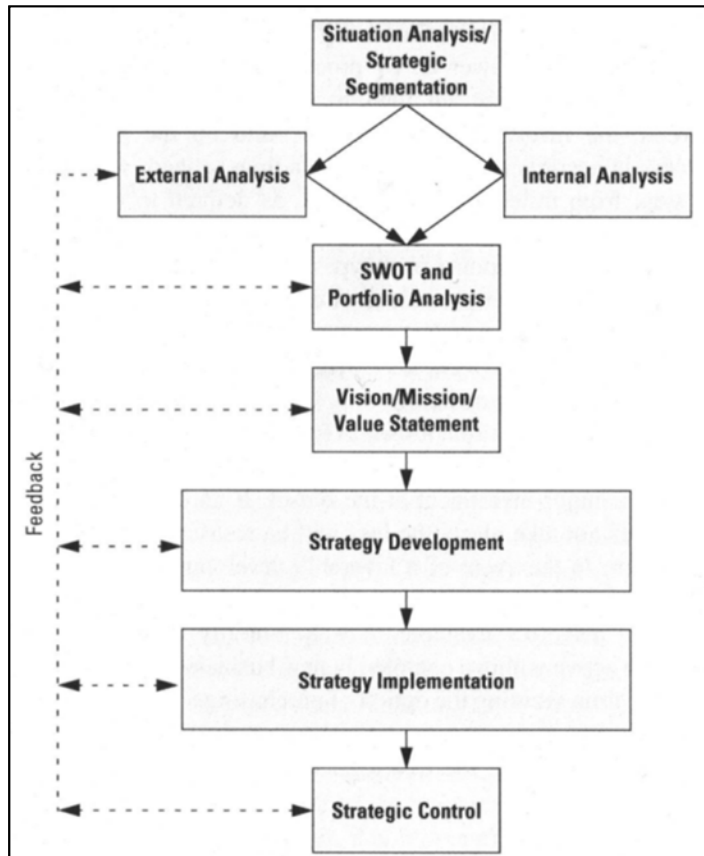 Situation Analysis/
Strategic
Segmentation
External Analysis
Internal Analysis
SWOT and
Portfolio Analysis
Vision/Mission/
Value Statement
Feedback
Strategy Development
Strategy Implementation
Strategic Control